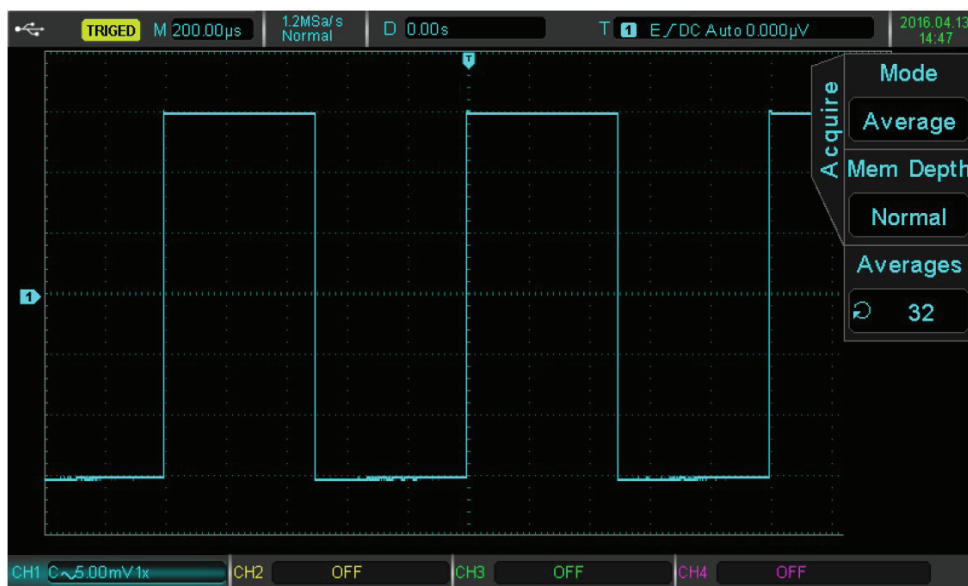 TRIGED M 200.00μs 1.2MSa/s D 0.00s T 1 E DC Auto 0.000μV 2016.04.13
Normal 14:47
T
Acquire
Mode
Average
Mem Depth
Normal
Averages
32
1
CH1 C 5.00mV 1x CH2 OFF CH3 OFF CH4 OFF